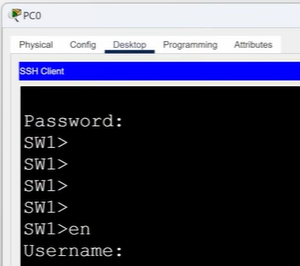 PC0
Physical Config Desktop Programming Attributes
SSH Client
Password:
SW1>
SW1>
SW1>
SW1>
SW1>en
Username: